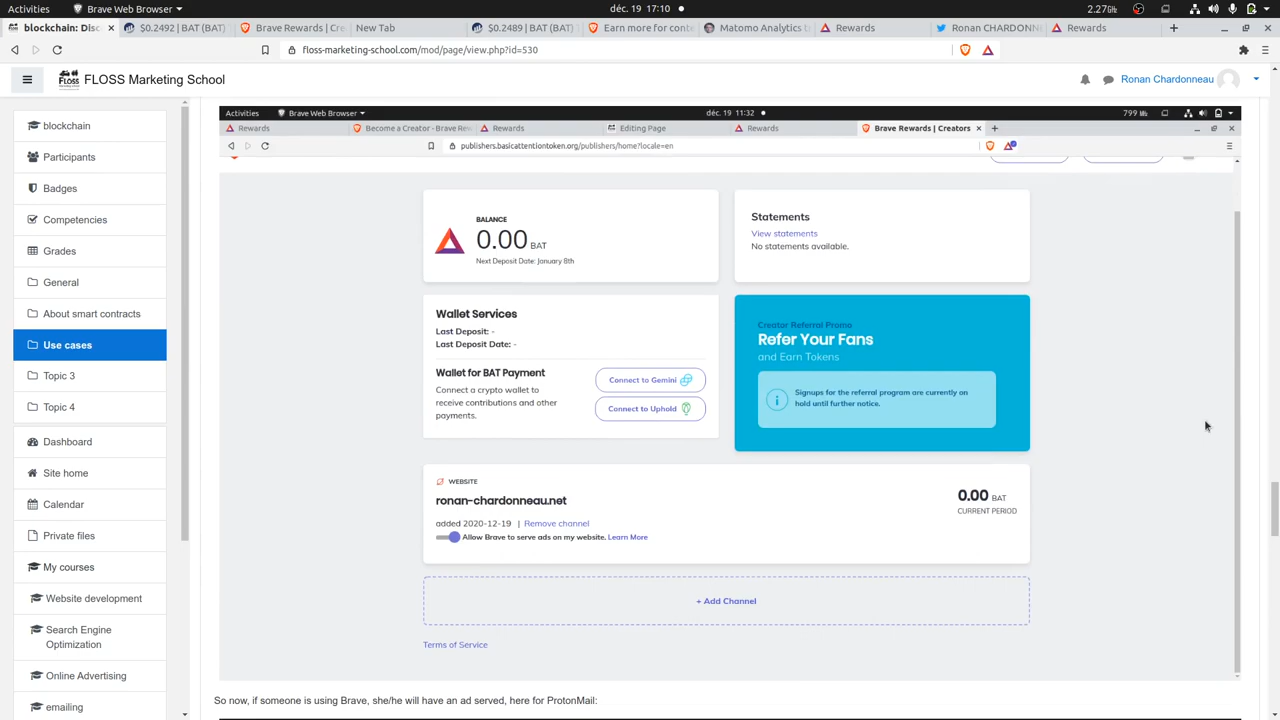 Activities
Brave Web Browser
déc. 19 17:10
2.27
blockchain: Disc
$0.2492 | BAT (BAT)
Brave Rewards | Cre
New Tab
$0.2489 | BAT (BAT)
Earn more for conte
Matomo Analytics
Rewards
Ronan CHARDONNE
Rewards
floss-marketing-school.com/mod/page/view.php?id=530
FLOSS
FLOSS Marketing School
Ronan Chardonneau
blockchain
Participants
Badges
Competencies
Grades
General
About smart contracts
Use cases
Topic 3
Topic 4
Dashboard
Site home
Calendar
Private files
My courses
Website development
Search Engine
Optimization
Online Advertising
emailing
Activities
Brave Web Browser
déc. 19 11:32
799
Rewards
Become a Creator - Brave Rew
Rewards
Editing Page
Rewards
Brave Rewards | Creators
publishers.basicattentiontoken.org/publishers/home?locale=en
BALANCE
0.00 BAT
Next Deposit Date: January 8th
Statements
View statements
No statements available.
Wallet Services
Last Deposit: -
Last Deposit Date: -
Wallet for BAT Payment
Connect a crypto wallet to
receive contributions and other
payments.
Connect to Gemini
Connect to Uphold
Creator Referral Promo
Refer Your Fans
and Earn Tokens
Signups for the referral program are currently on
hold until further notice.
WEBSITE
ronan-chardonneau.net
added 2020-12-19 | Remove channel
Allow Brave to serve ads on my website. Learn More
0.00 BAT
CURRENT PERIOD
+ Add Channel
Terms of Service
So now, if someone is using Brave, she/he will have an ad served, here for ProtonMail: